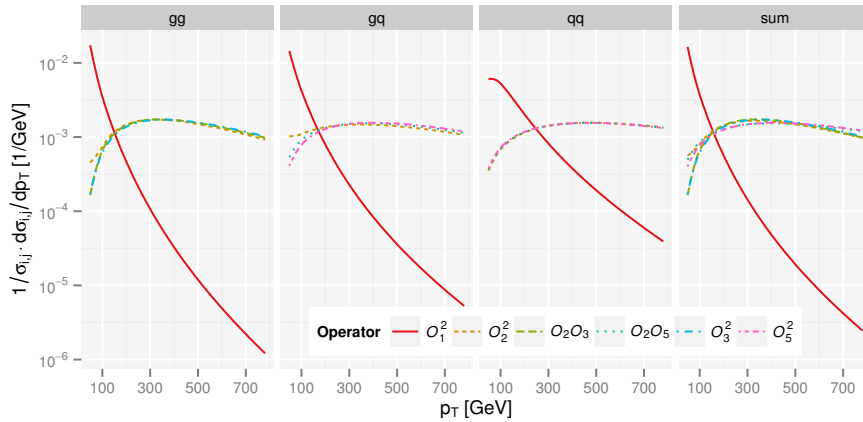 gg gq qq sum
10⁻²
10⁻³
10⁻⁴
10⁻⁵
10⁻⁶
1/σᵢ,ⱼ · dσᵢ,ⱼ/dp_T [1/GeV]
Operator O₁² O₂² O₂O₃ O₂O₅ O₃² O₅²
100 300 500 700 100 300 500 700 100 300 500 700 100 300 500 700
p_T [GeV]